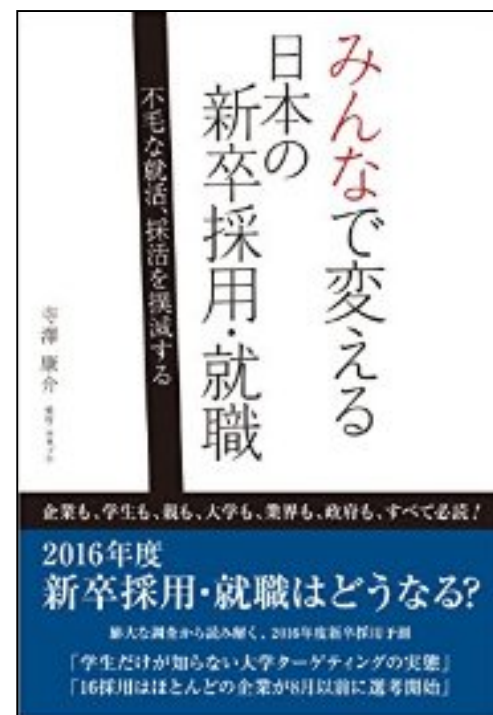 みんなで変える
日本の
新卒採用・就職
不毛な就活、採活を撲滅する
寺澤 康介
企業も、学生も、親も、大学も、業界も、政府も、すべて必読！
2016年度
新卒採用・就職はどうなる?
膨大な調査から読み解く、2016年度新卒採用予測
「学生だけが知らない大学ターゲティングの実態」
「16採用はほとんどの企業が8月以前に選考開始」